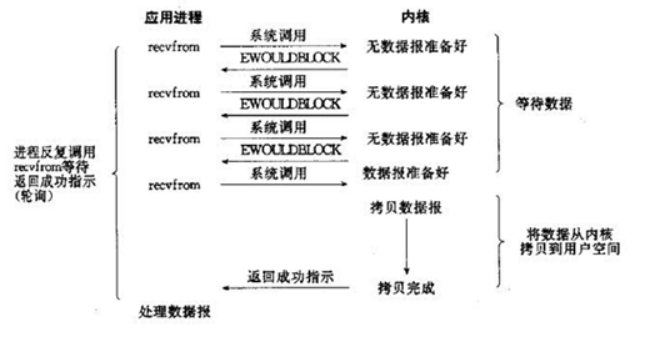 应用进程 内核
recvfrom 系统调用 无数据报准备好
EWOULDBLOCK
recvfrom 系统调用 无数据报准备好
EWOULDBLOCK
等待数据
recvfrom 系统调用 无数据报准备好
EWOULDBLOCK
进程反复调用
recvfrom等待
返回成功指示
(轮询)
recvfrom 系统调用 数据报准备好
拷贝数据报
将数据从内核
拷贝到用户空间
返回成功指示 拷贝完成
处理数据报